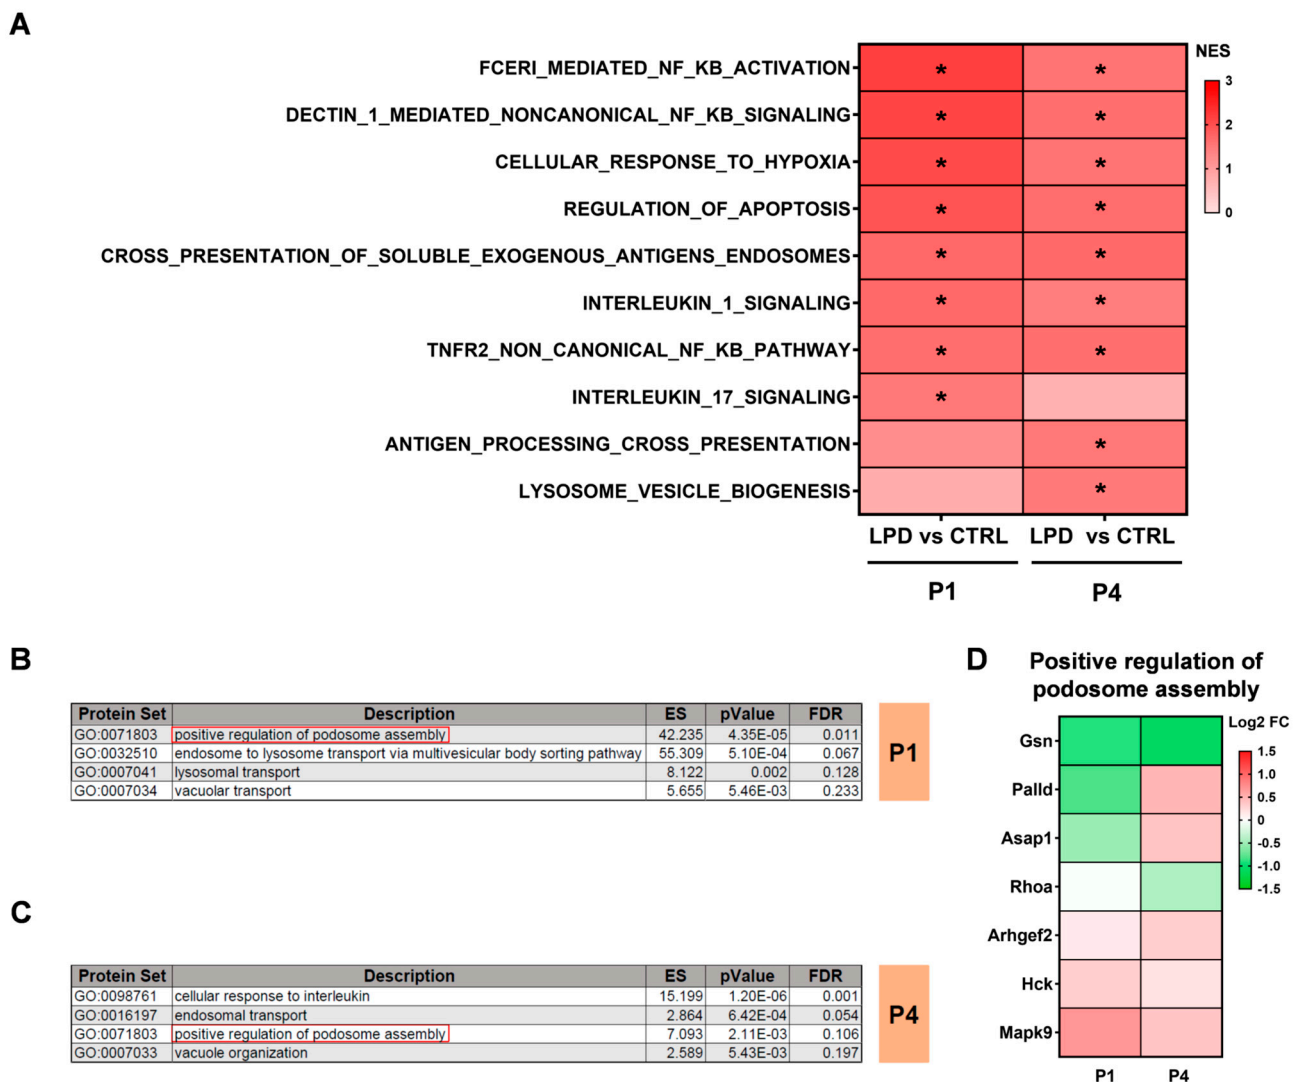 A
FCERI_MEDIATED_NF_KB_ACTIVATION
DECTIN_1_MEDIATED_NONCANONICAL_NF_KB_SIGNALING
CELLULAR_RESPONSE_TO_HYPOXIA
REGULATION_OF_APOPTOSIS
CROSS_PRESENTATION_OF_SOLUBLE_EXOGENOUS_ANTIGENS_ENDOSOMES
INTERLEUKIN_1_SIGNALING
TNFR2_NON_CANONICAL_NF_KB_PATHWAY
INTERLEUKIN_17_SIGNALING
ANTIGEN_PROCESSING_CROSS_PRESENTATION
LYSOSOME_VESICLE_BIOGENESIS
* *
* *
* *
* *
* *
* *
* *
*
*
*
LPD vs CTRL LPD vs CTRL
P1 P4
NES
3
2
1
0
B
Protein Set Description ES pValue FDR
GO:0071803 positive regulation of podosome assembly 42.235 4.35E-05 0.011
GO:0032510 endosome to lysosome transport via multivesicular body sorting pathway 55.309 5.10E-04 0.067
GO:0007041 lysosomal transport 8.122 0.002 0.128
GO:0007034 vacuolar transport 5.655 5.46E-03 0.233
P1
C
Protein Set Description ES pValue FDR
GO:0098761 cellular response to interleukin 15.199 1.20E-06 0.001
GO:0016197 endosomal transport 2.864 6.42E-04 0.054
GO:0071803 positive regulation of podosome assembly 7.093 2.11E-03 0.106
GO:0007033 vacuole organization 2.589 5.43E-03 0.197
P4
D
Positive regulation of
podosome assembly
Gsn
Palld
Asap1
Rhoa
Arhgef2
Hck
Mapk9
P1 P4
Log2 FC
1.5
1.0
0.5
0
-0.5
-1.0
-1.5